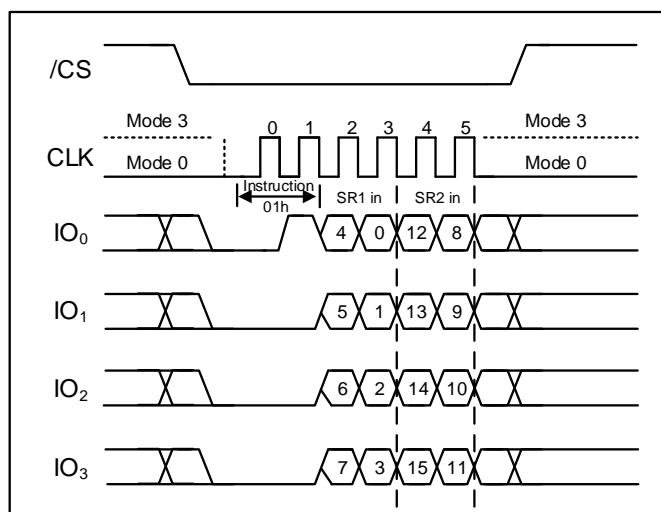 /CS
Mode 3 0 1 2 3 4 5 Mode 3
CLK Mode 0 Mode 0
Instruction
01h SR1 in SR2 in
IO0 4 0 12 8
IO1 5 1 13 9
IO2 6 2 14 10
IO3 7 3 15 11